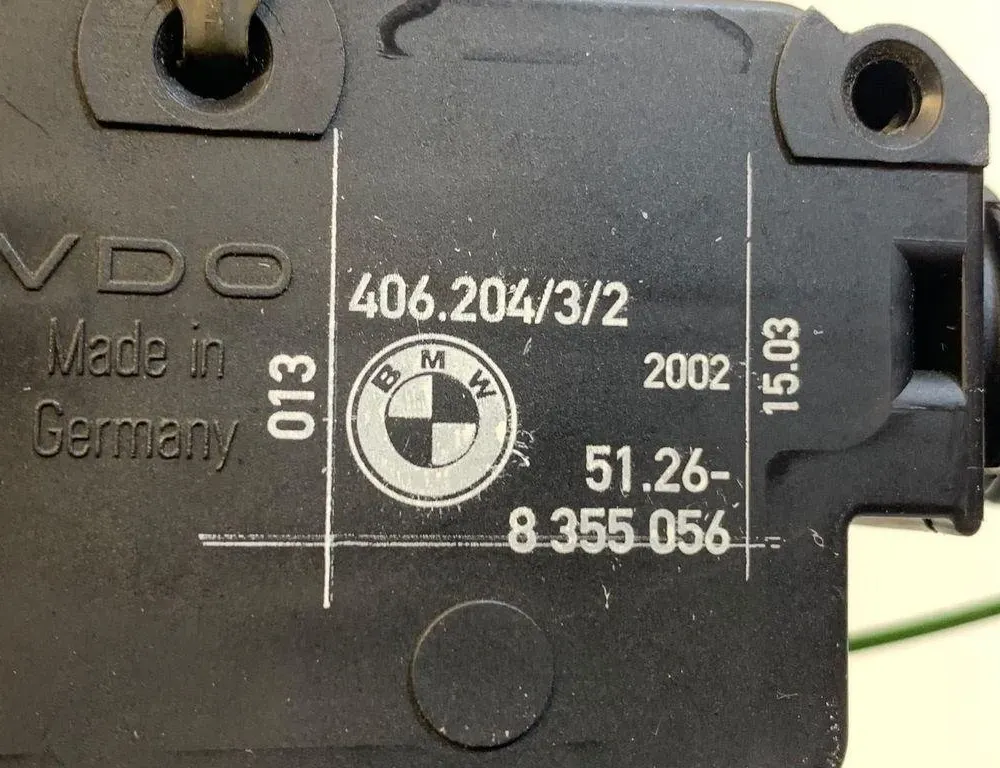 VDO
Made in
Germany
013
406.204/3/2
BMW
2002
15.03
51.26-
8 355 056